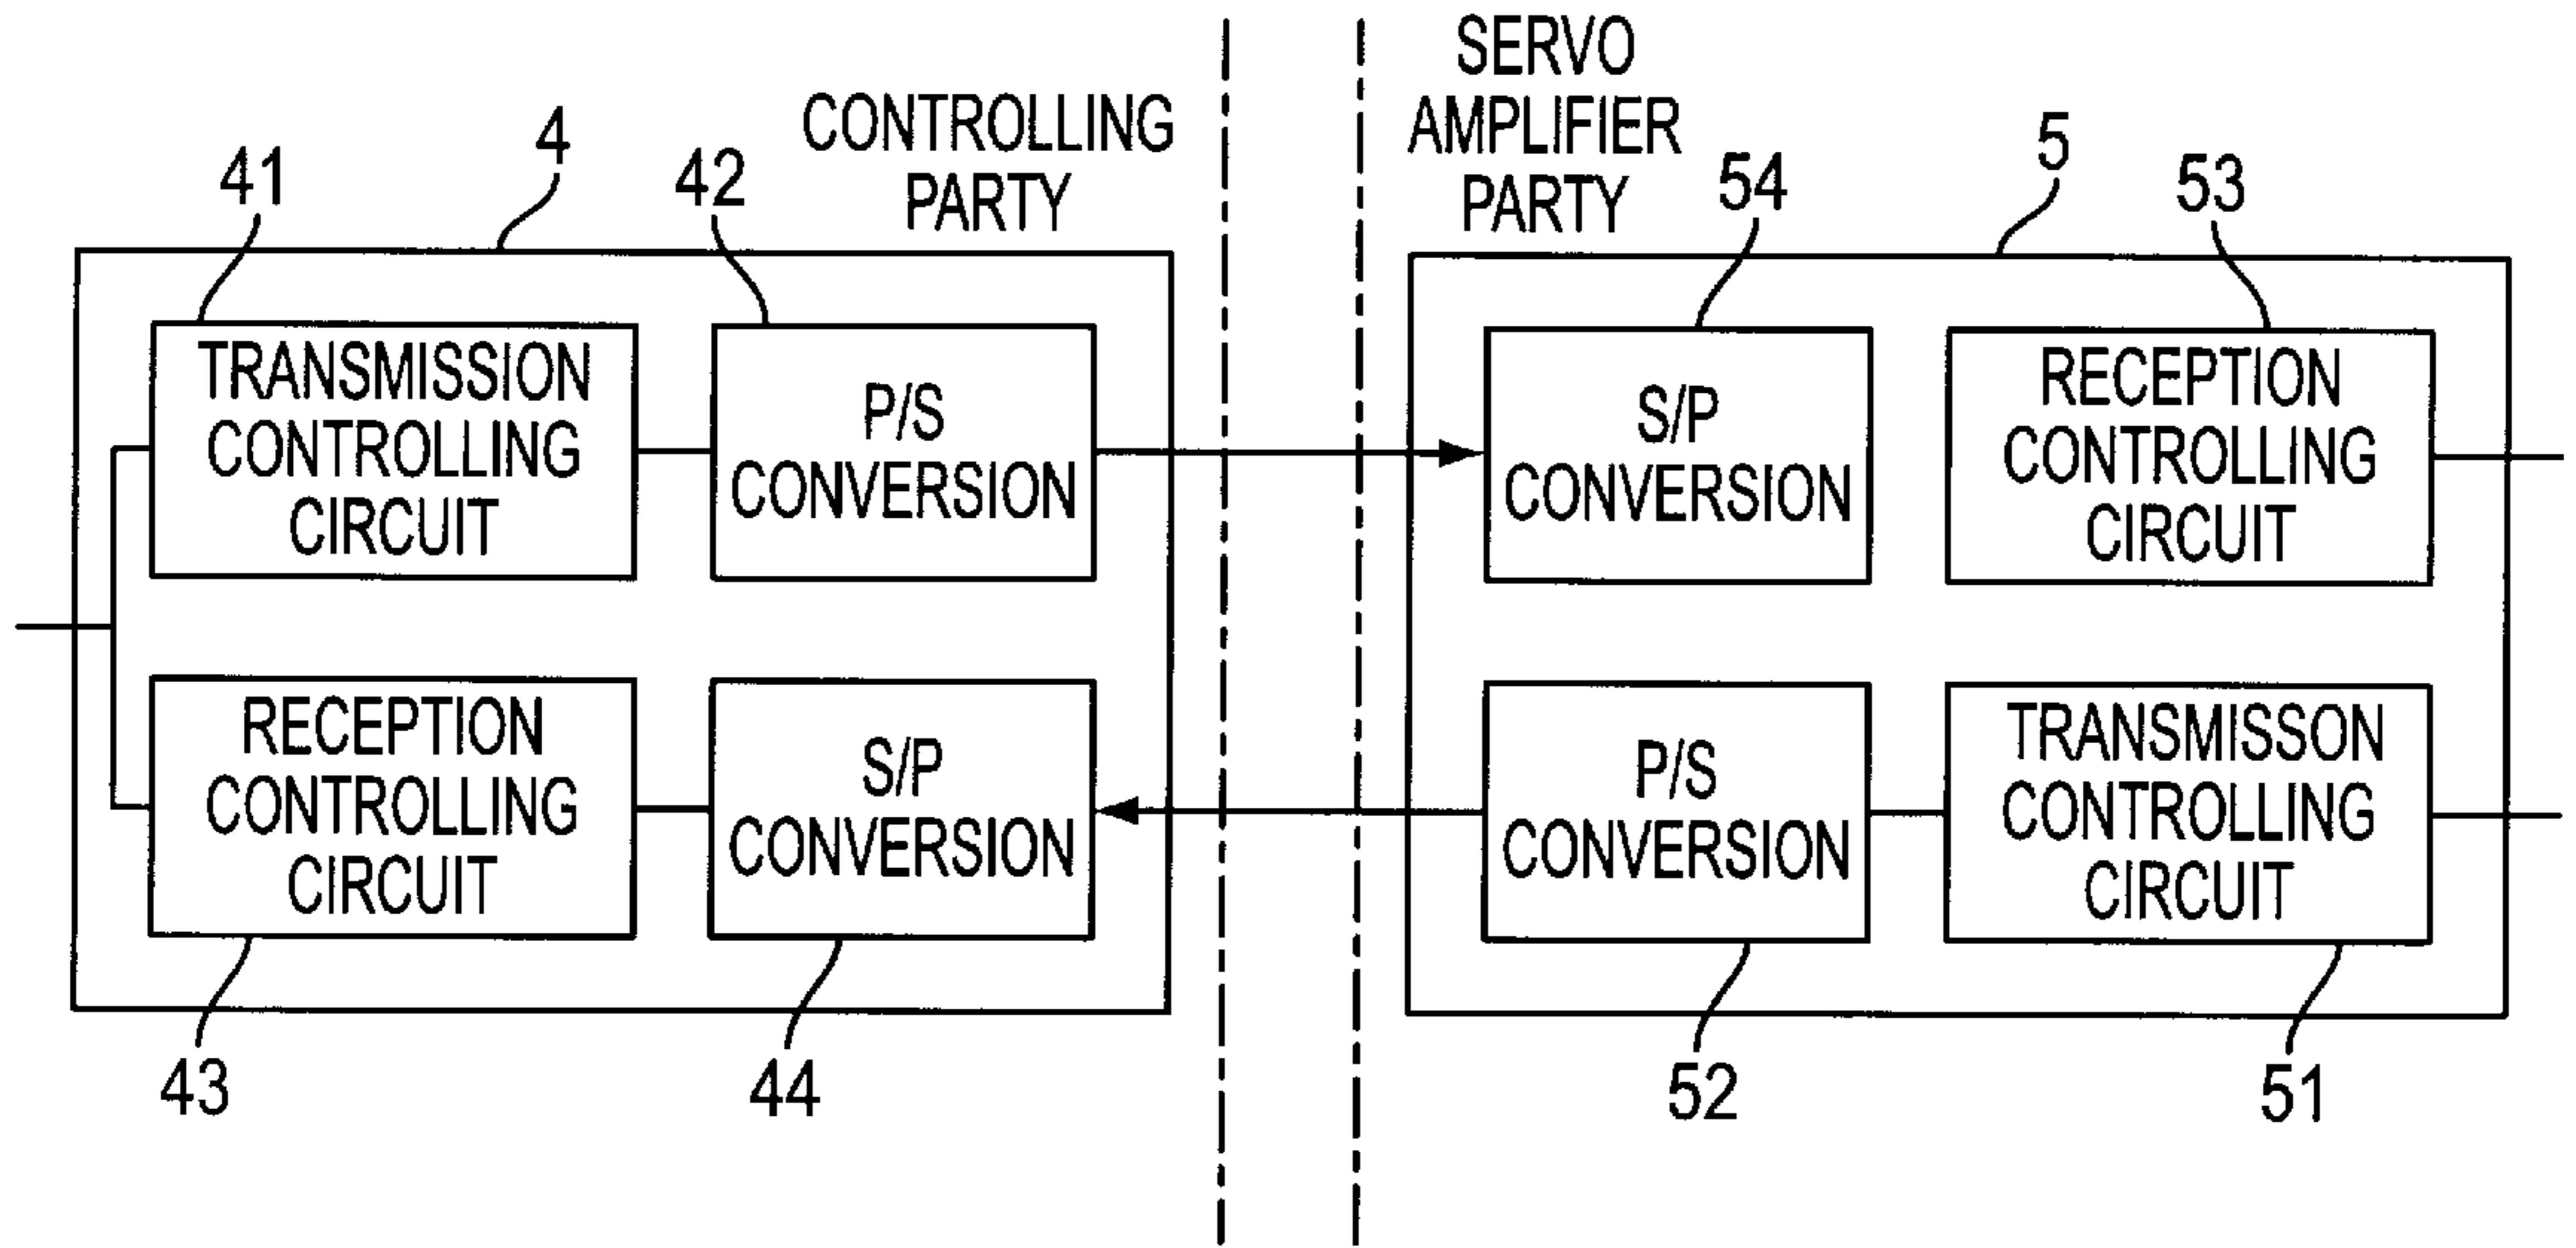 CONTROLLING
PARTY
SERVO
AMPLIFIER
PARTY
4
41
42
5
54
53
TRANSMISSION
CONTROLLING
CIRCUIT
P/S
CONVERSION
S/P
CONVERSION
RECEPTION
CONTROLLING
CIRCUIT
RECEPTION
CONTROLLING
CIRCUIT
S/P
CONVERSION
P/S
CONVERSION
TRANSMISSON
CONTROLLING
CIRCUIT
43
44
52
51